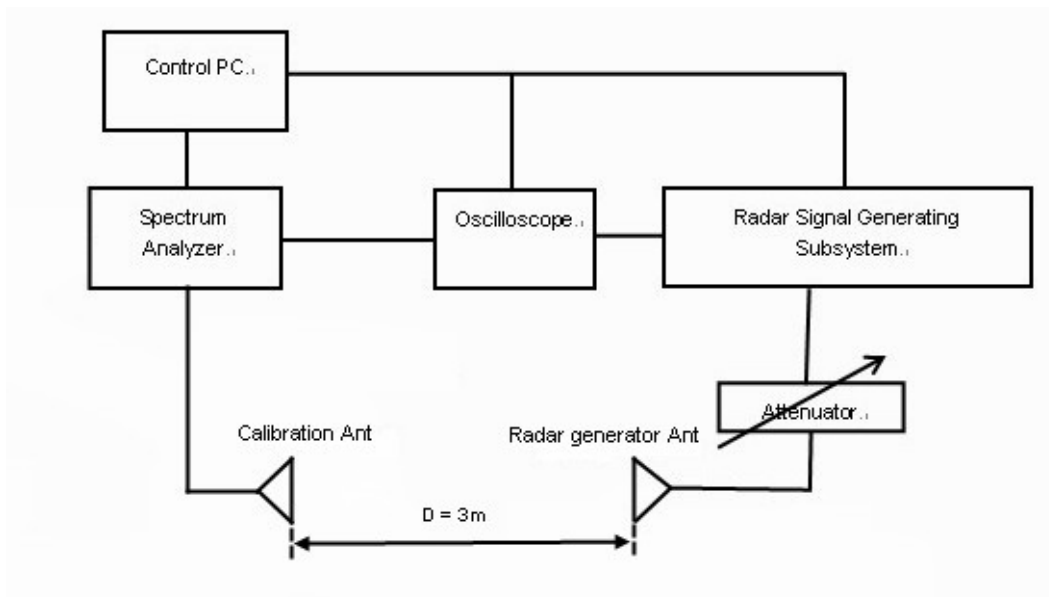 Control PC.
Spectrum
Analyzer.
Oscilloscope.
Radar Signal Generating
Subsystem.
Attenuator.
Calibration Ant
Radar generator Ant
D = 3m